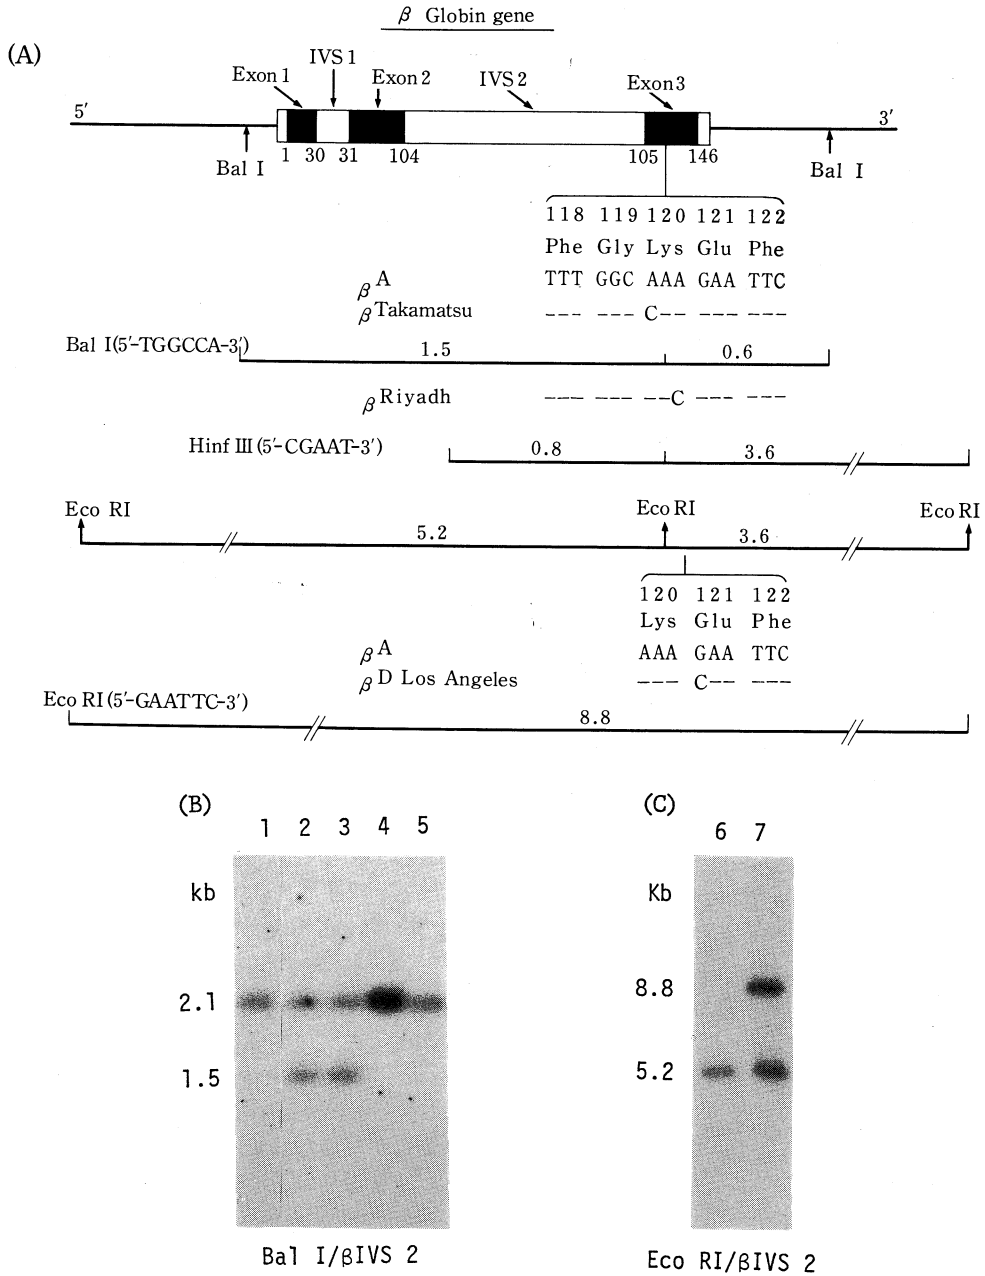 β Globin gene
(A)
IVS 1
Exon 1
Exon 2
IVS 2
Exon 3
5′
3′
1 30 31 104 105 146
Bal I
Bal I
118 119 120 121 122
Phe Gly Lys Glu Phe
β A TTT GGC AAA GAA TTC
β Takamatsu --- --- C-- --- ---
Bal I(5′-TGGCCA-3′) 1.5 0.6
β Riyadh --- --- --C --- ---
Hinf III (5′-CGAAT-3′) 0.8 3.6
Eco RI Eco RI Eco RI
5.2 3.6
120 121 122
Lys Glu Phe
β A AAA GAA TTC
β D Los Angeles --- C-- ---
Eco RI (5′-GAATTC-3′) 8.8
(B)
1 2 3 4 5
kb
2.1
1.5
Bal I/βIVS 2
(C)
6 7
Kb
8.8
5.2
Eco RI/βIVS 2